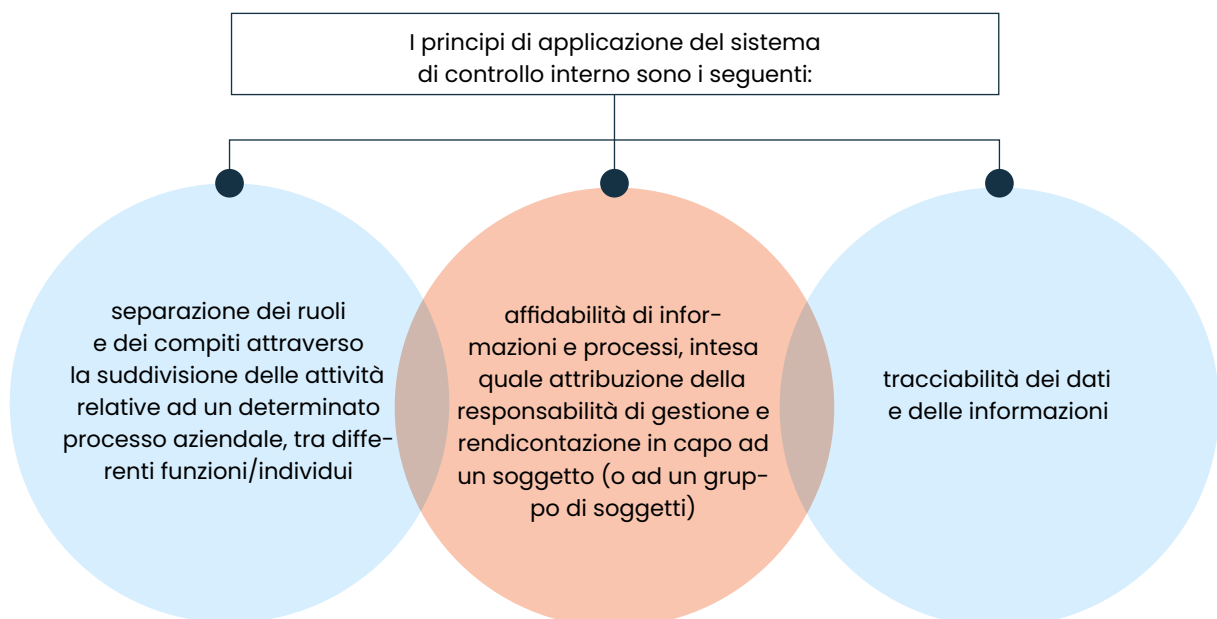 I principi di applicazione del sistema
di controllo interno sono i seguenti:
separazione dei ruoli
e dei compiti attraverso
la suddivisione delle attività
relative ad un determinato
processo aziendale, tra diffe-
renti funzioni/individui
affidabilità di infor-
mazioni e processi, intesa
quale attribuzione della
responsabilità di gestione e
rendicontazione in capo ad
un soggetto (o ad un grup-
po di soggetti)
tracciabilità dei dati
e delle informazioni